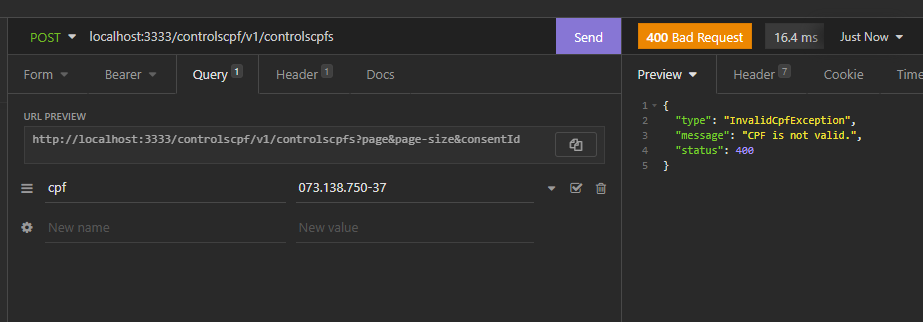 POST localhost:3333/controlscpf/v1/controlscpfs Send
Form Bearer Query 1 Header 1 Docs
URL PREVIEW
http://localhost:3333/controlscpf/v1/controlscpfs?page&page-size&consentId
cpf 073.138.750-37
New name New value
400 Bad Request 16.4 ms Just Now
Preview Header 7 Cookie Time
1 {
2 "type": "InvalidCpfException",
3 "message": "CPF is not valid.",
4 "status": 400
5 }